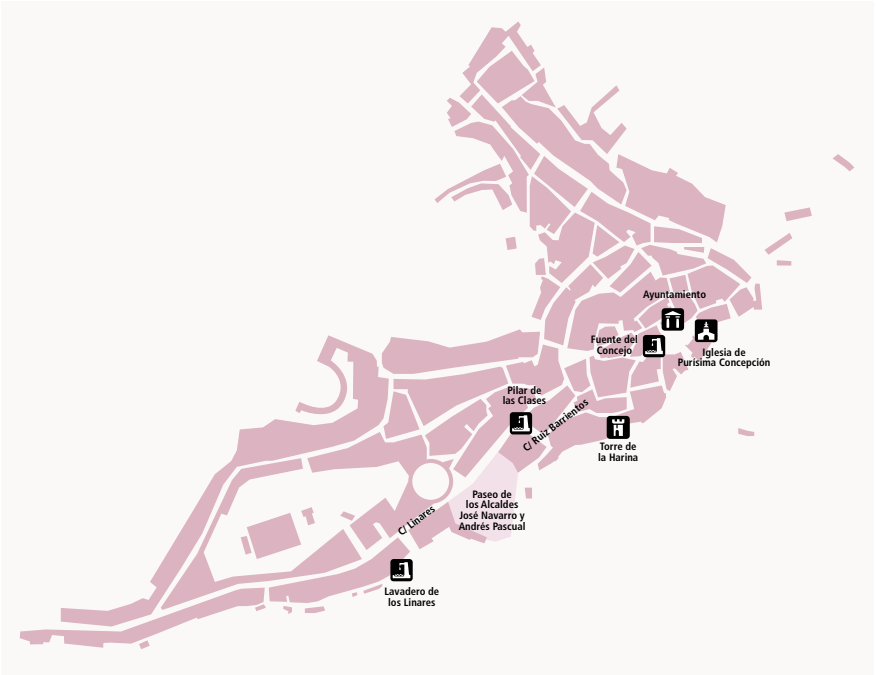 Ayuntamiento
Fuente del
Concejo
Iglesia de
Purísima Concepción
Pilar de
las Clases
C/ Ruiz Barrientos
Torre de
la Harina
Paseo de
los Alcaldes
José Navarro y
Andrés Pascual
C/ Linares
Lavadero de
los Linares